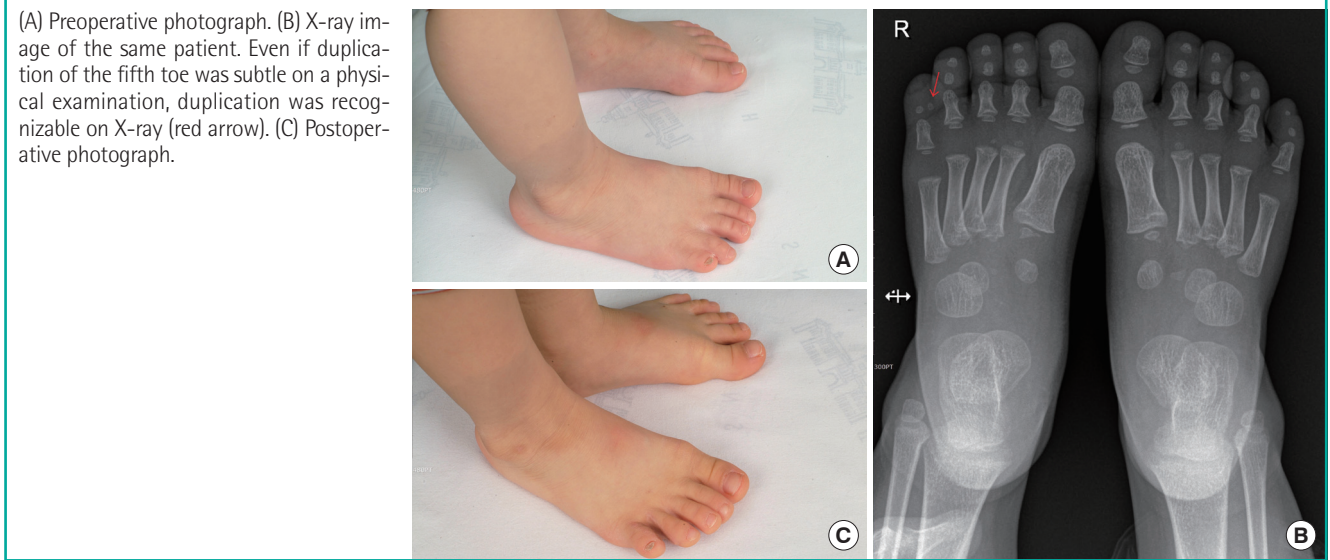 (A) Preoperative photograph. (B) X-ray im-
age of the same patient. Even if duplica-
tion of the fifth toe was subtle on a physi-
cal examination, duplication was recog-
nizable on X-ray (red arrow). (C) Postoper-
ative photograph.
A
C
R
300PT
B